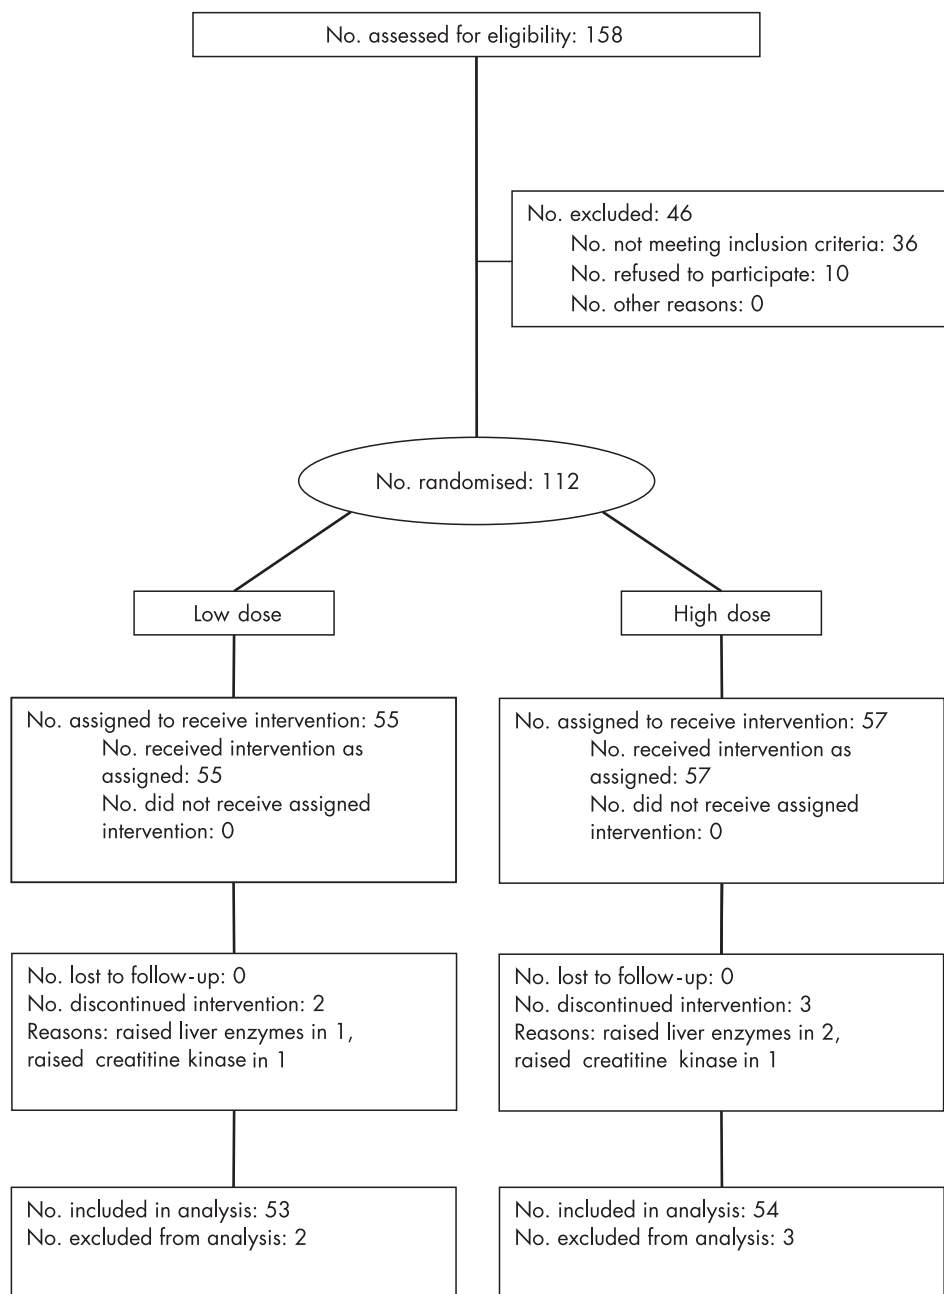 No. assessed for eligibility: 158
No. excluded: 46
No. not meeting inclusion criteria: 36
No. refused to participate: 10
No. other reasons: 0
No. randomised: 112
Low dose
High dose
No. assigned to receive intervention: 55
No. received intervention as
assigned: 55
No. did not receive assigned
intervention: 0
No. assigned to receive intervention: 57
No. received intervention as
assigned: 57
No. did not receive assigned
intervention: 0
No. lost to follow-up: 0
No. discontinued intervention: 2
Reasons: raised liver enzymes in 1,
raised creatitine kinase in 1
No. lost to follow-up: 0
No. discontinued intervention: 3
Reasons: raised liver enzymes in 2,
raised creatitine kinase in 1
No. included in analysis: 53
No. excluded from analysis: 2
No. included in analysis: 54
No. excluded from analysis: 3